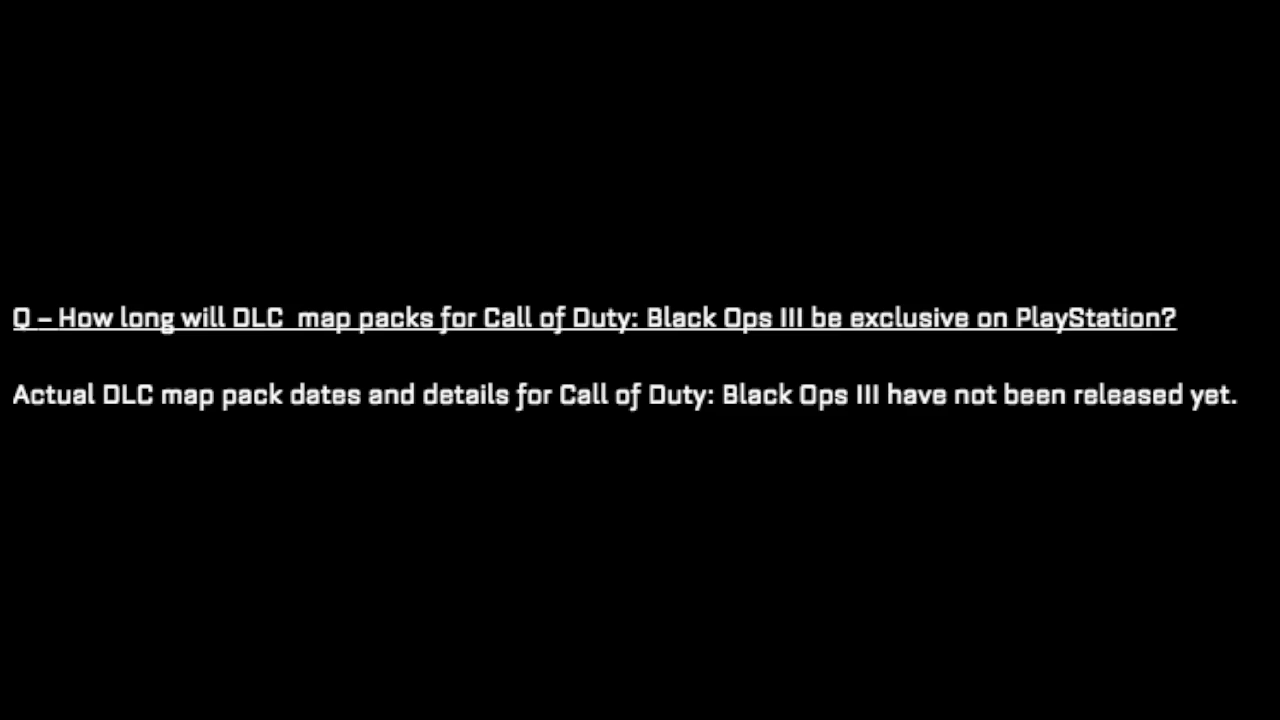 Q – How long will DLC  map packs for Call of Duty: Black Ops III be exclusive on PlayStation?
Actual DLC map pack dates and details for Call of Duty: Black Ops III have not been released yet.